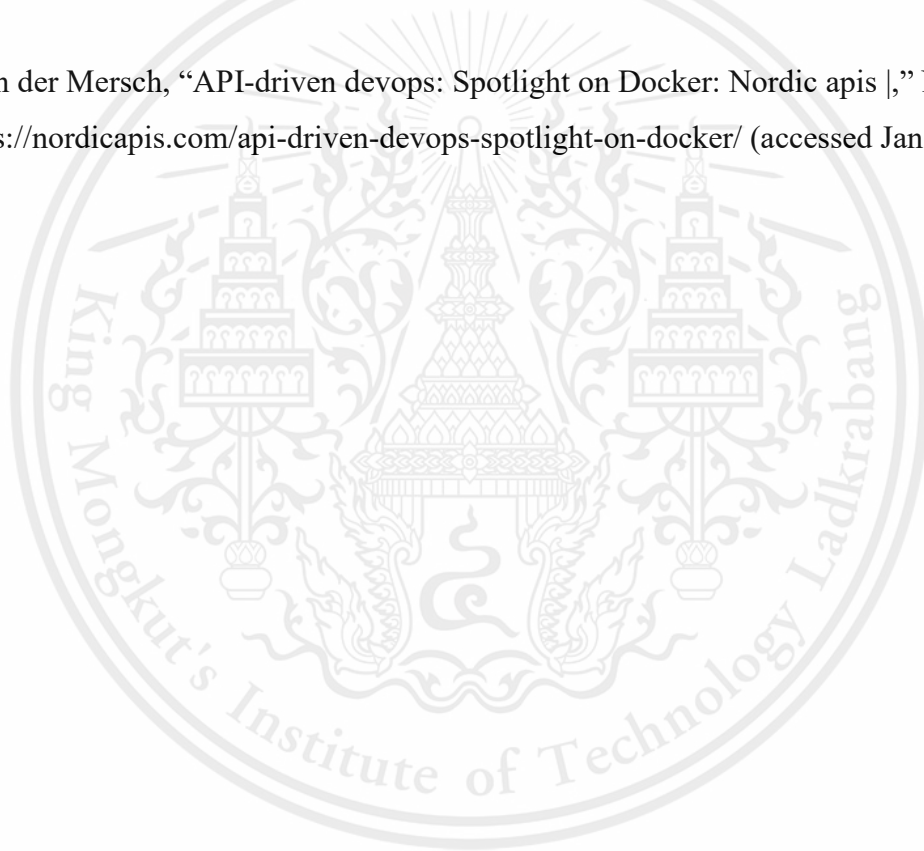 n der Mersch, “API-driven devops: Spotlight on Docker: Nordic apis |,”
s://nordicapis.com/api-driven-devops-spotlight-on-docker/ (accessed Jan
King Mongkut's Institute of Technology Ladkrabang